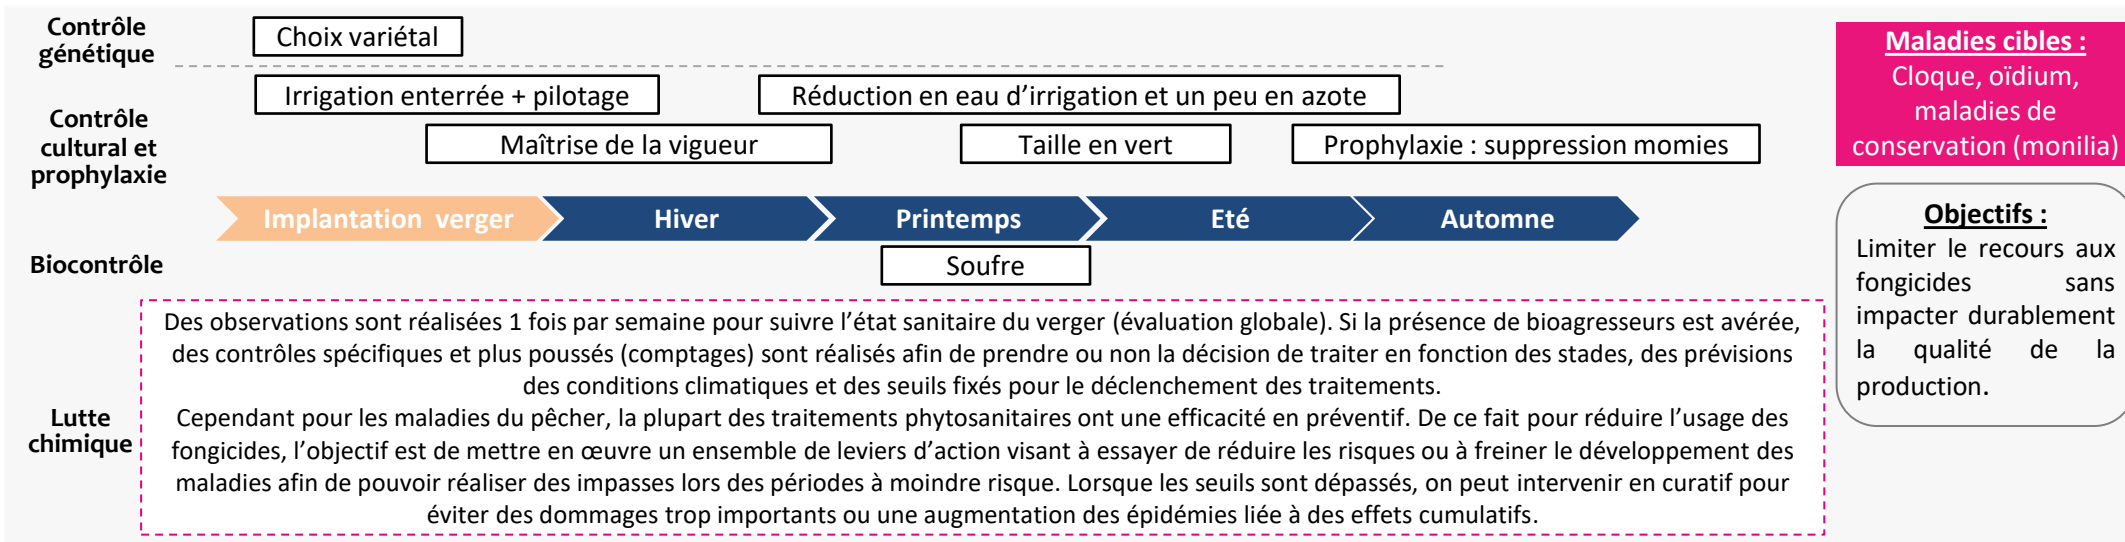 Contrôle
génétique
Choix variétal
Irrigation enterrée + pilotage
Réduction en eau d’irrigation et un peu en azote
Contrôle
cultural et
prophylaxie
Maîtrise de la vigueur
Taille en vert
Prophylaxie : suppression momies
Implantation verger
Hiver
Printemps
Eté
Automne
Biocontrôle
Soufre
Lutte
chimique
Des observations sont réalisées 1 fois par semaine pour suivre l’état sanitaire du verger (évaluation globale). Si la présence de bioagresseurs est avérée,
des contrôles spécifiques et plus poussés (comptages) sont réalisés afin de prendre ou non la décision de traiter en fonction des stades, des prévisions
des conditions climatiques et des seuils fixés pour le déclenchement des traitements.
Cependant pour les maladies du pêcher, la plupart des traitements phytosanitaires ont une efficacité en préventif. De ce fait pour réduire l’usage des
fongicides, l’objectif est de mettre en œuvre un ensemble de leviers d’action visant à essayer de réduire les risques ou à freiner le développement des
maladies afin de pouvoir réaliser des impasses lors des périodes à moindre risque. Lorsque les seuils sont dépassés, on peut intervenir en curatif pour
éviter des dommages trop importants ou une augmentation des épidémies liée à des effets cumulatifs.
Maladies cibles :
Cloque, oïdium,
maladies de
conservation (monilia)
Objectifs :
Limiter le recours aux
fongicides sans
impacter durablement
la qualité de la
production.